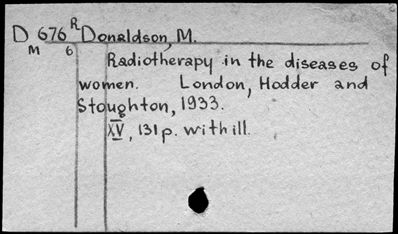 D 676 R Donaldson, M.
M 6
Radiotherapy in the diseases of
women. London, Hodder and
Stoughton, 1933.
XV, 131 p. with ill.